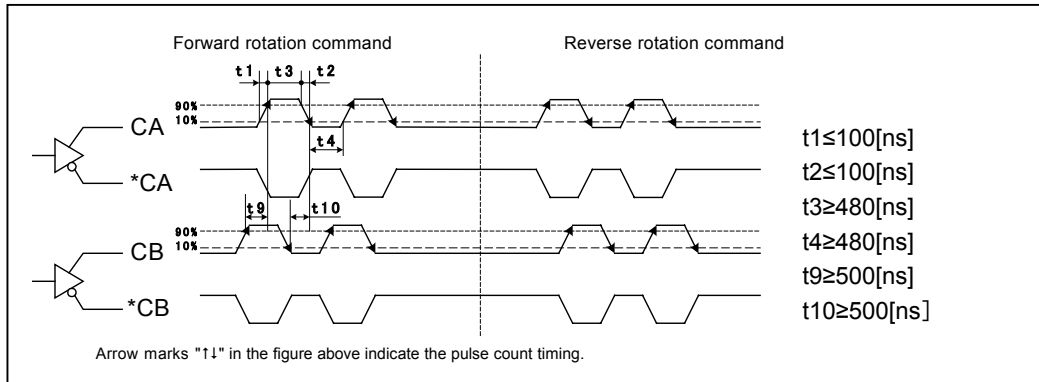 Forward rotation command Reverse rotation command
t1 t3 t2
90%
10%
CA
t4
*CA
t9 t10
90%
10%
CB
*CB
t1≤100[ns]
t2≤100[ns]
t3≥480[ns]
t4≥480[ns]
t9≥500[ns]
t10≥500[ns]
Arrow marks "↑↓" in the figure above indicate the pulse count timing.